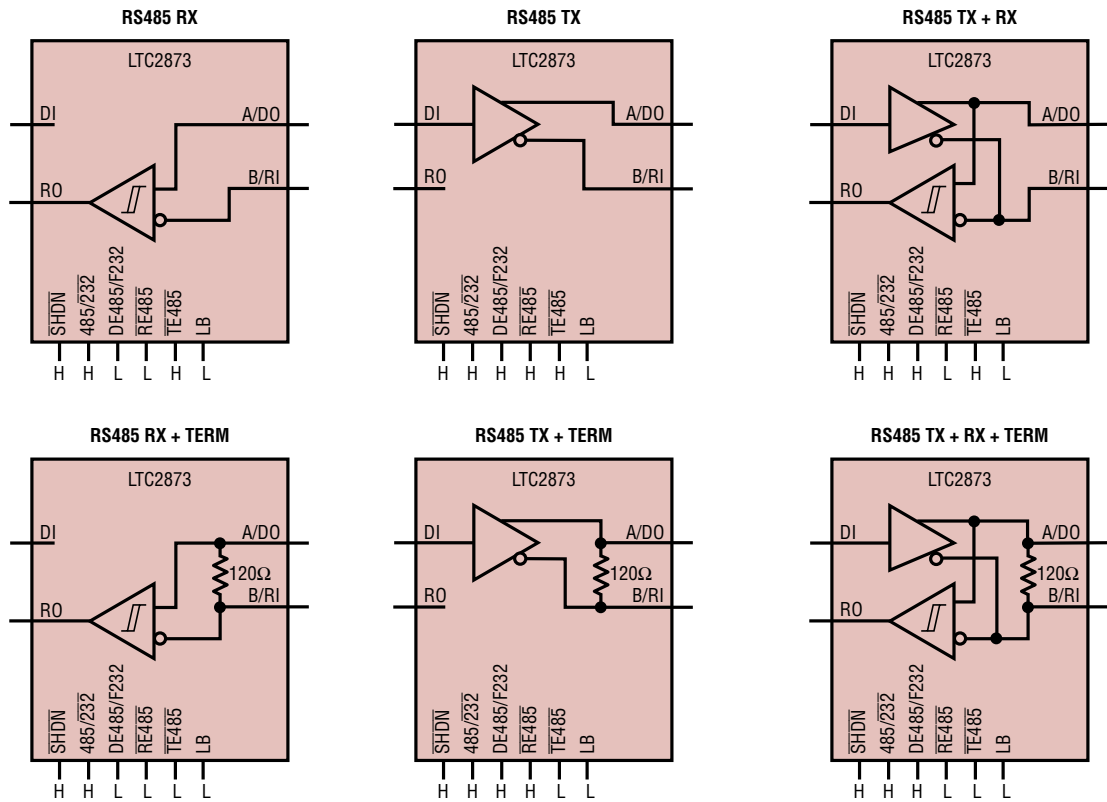 RS485 RX
LTC2873
DI
A/DO
RO
B/RI
SHDN
485/232
DE485/F232
RE485
TE485
LB
H H L L H L
RS485 TX
LTC2873
DI
A/DO
RO
B/RI
SHDN
485/232
DE485/F232
RE485
TE485
LB
H H H H H L
RS485 TX + RX
LTC2873
DI
A/DO
RO
B/RI
SHDN
485/232
DE485/F232
RE485
TE485
LB
H H H L H L
RS485 RX + TERM
LTC2873
DI
A/DO
120Ω
RO
B/RI
SHDN
485/232
DE485/F232
RE485
TE485
LB
H H L L L L
RS485 TX + TERM
LTC2873
DI
A/DO
120Ω
RO
B/RI
SHDN
485/232
DE485/F232
RE485
TE485
LB
H H H H L L
RS485 TX + RX + TERM
LTC2873
DI
A/DO
120Ω
RO
B/RI
SHDN
485/232
DE485/F232
RE485
TE485
LB
H H H L L L